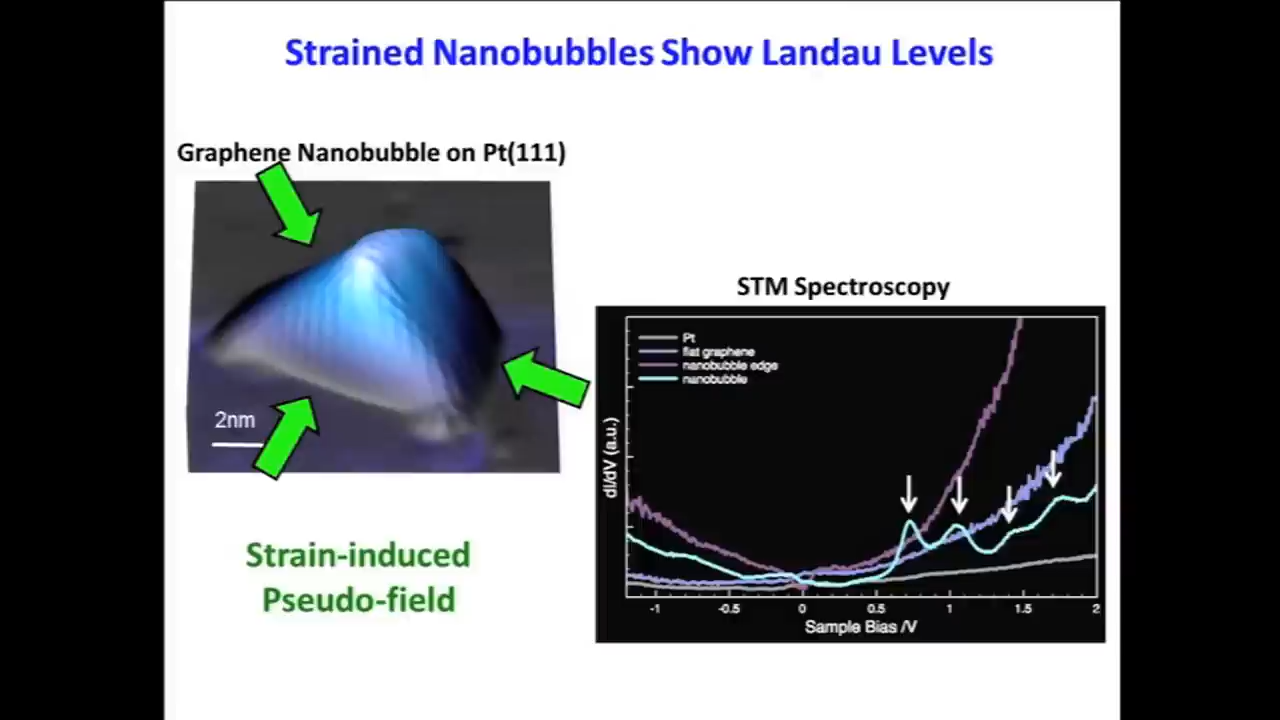 Strained Nanobubbles Show Landau Levels
Graphene Nanobubble on Pt(111)
2nm
Strain-induced
Pseudo-field
STM Spectroscopy
Pt
flat graphene
nanobubble edge
nanobubble
dI/dV (a.u.)
-1 -0.5 0 0.5 1 1.5 2
Sample Bias /V